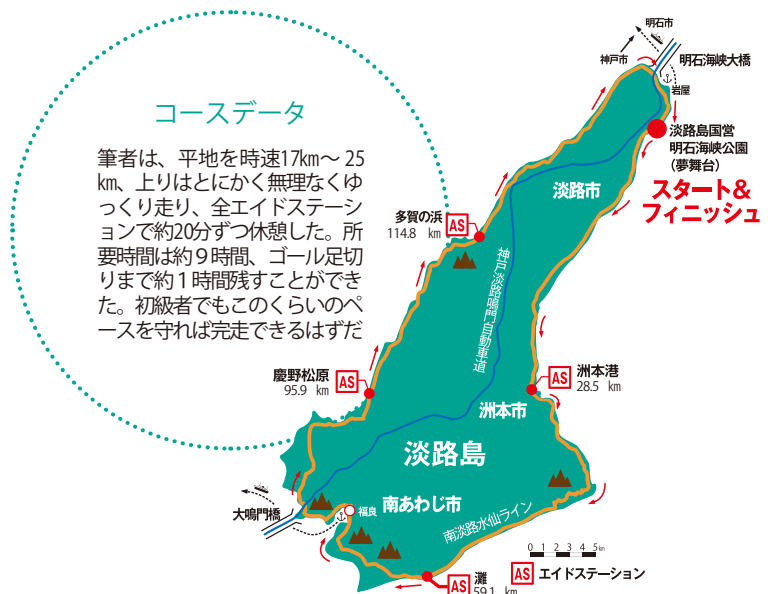 コースデータ
筆者は、平地を時速17㎞〜 25
㎞、上りはとにかく無理なくゆ
っくり走り、全エイドステーシ
ョンで約20分ずつ休憩した。所
要時間は約９時間、ゴール足切
りまで約１時間残すことができ
た。初級者でもこのくらいのペ
ースを守れば完走できるはずだ
明石市
神戸市
明石海峡大橋
岩屋
淡路島国営
明石海峡公園
（夢舞台）
スタート&
フィニッシュ
淡路市
多賀の浜
AS
114.8 ㎞
神戸淡路鳴門自動車道
慶野松原
AS
95.9 ㎞
AS
洲本港
28.5 ㎞
洲本市
淡路島
南あわじ市
福良
大鳴門橋
南淡路水仙ライン
0 1 2 3 4 5㎞
AS
エイドステーション
AS
灘
59.1 ㎞